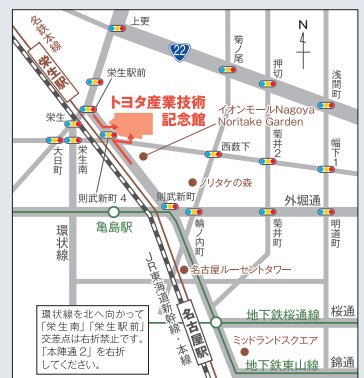 上更
名鉄本線
栄生駅
22
菊ノ尾
押切
浅間町
N
4
栄生駅前
トヨタ産業技術
記念館
イオンモールNagoya
Noritake Garden
栄生
大日町
栄生南
則武新町4
西薮下
菊井2
幅下1
ノリタケの森
則武新町
外堀通
亀島駅
環状線
輪ノ内町
菊井町
明道町
名古屋ルーセントタワー
JR東海道新幹線・本線
名古屋駅
環状線を北へ向かって
「栄生南」「栄生駅前」
交差点は右折禁止です。
「本陣通2」を右折
してください。
地下鉄桜通線
桜通
ミッドランドスクエア
地下鉄東山線
錦通